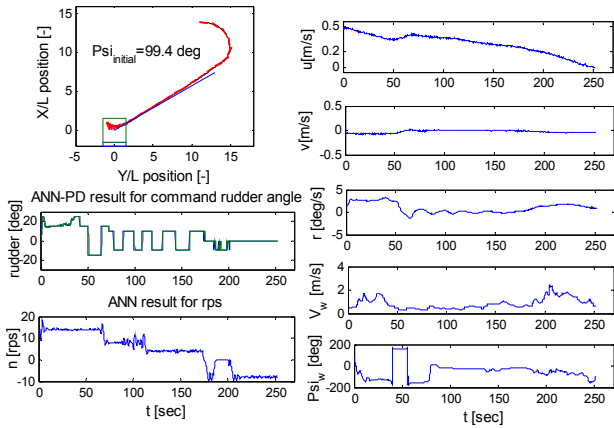 15
10
5
0
Psi_initial=99.4 deg
X/L position [-]
-5 0 5 10 15 20
Y/L position [-]
ANN-PD result for command rudder angle
20
0
-20
rudder [deg]
0 50 100 150 200 250
ANN result for rps
20
10
0
-10
n [rps]
0 50 100 150 200 250
t [sec]
0.5
0
u[m/s]
0 50 100 150 200 250
0.5
0
-0.5
v[m/s]
0 50 100 150 200 250
5
0
-5
r [deg/s]
0 50 100 150 200 250
4
2
0
V_w [m/s]
0 50 100 150 200 250
200
0
-200
Psi_w [deg]
0 50 100 150 200 250
t [sec]